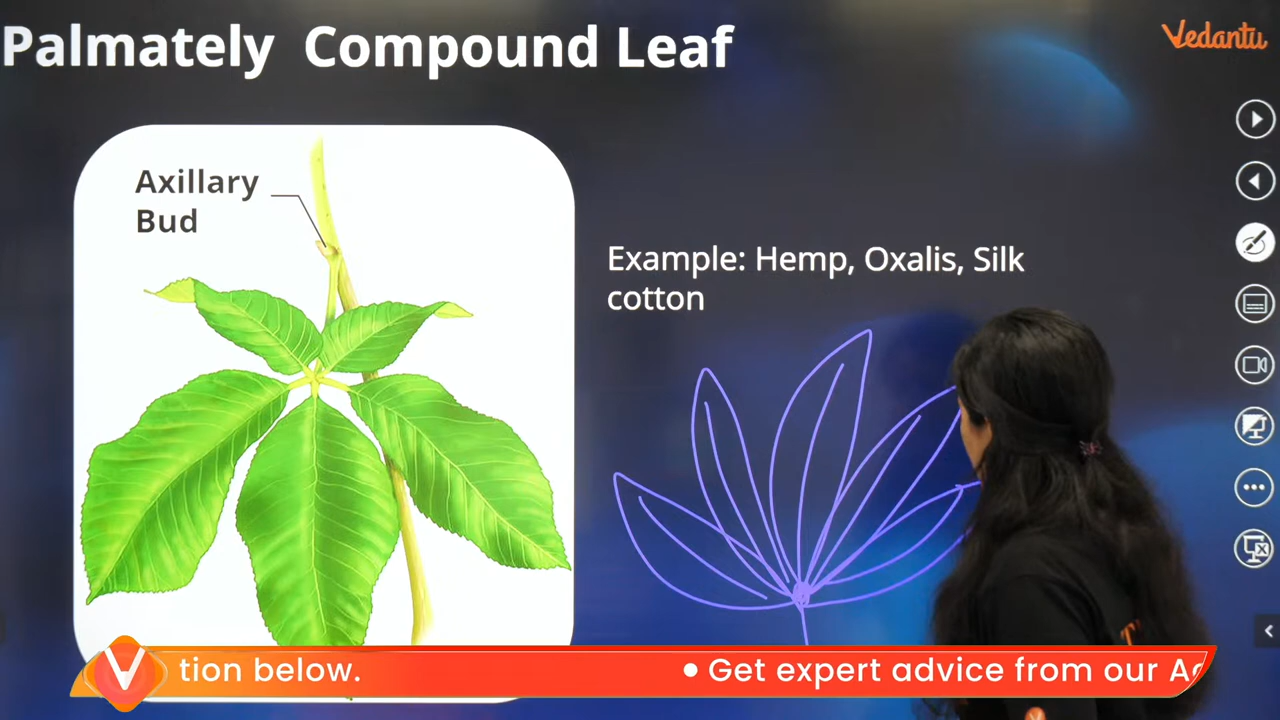 Palmately Compound Leaf
Vedantu
Axillary
Bud
Example: Hemp, Oxalis, Silk
cotton
tion below.
• Get expert advice from our